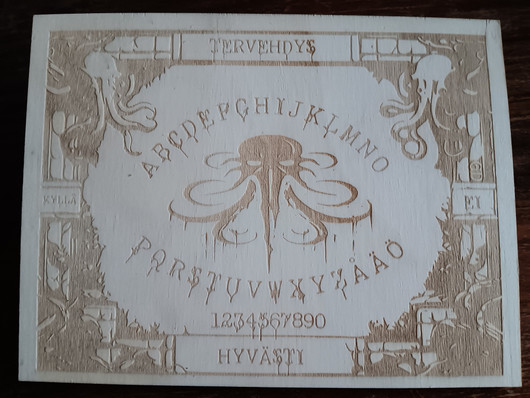 TERVEHDYS
ABCDEFGHIJKLMNO
KYLLÄ
EI
PQRSTUVWXYZÅÄÖ
1234567890
HYVÄSTI